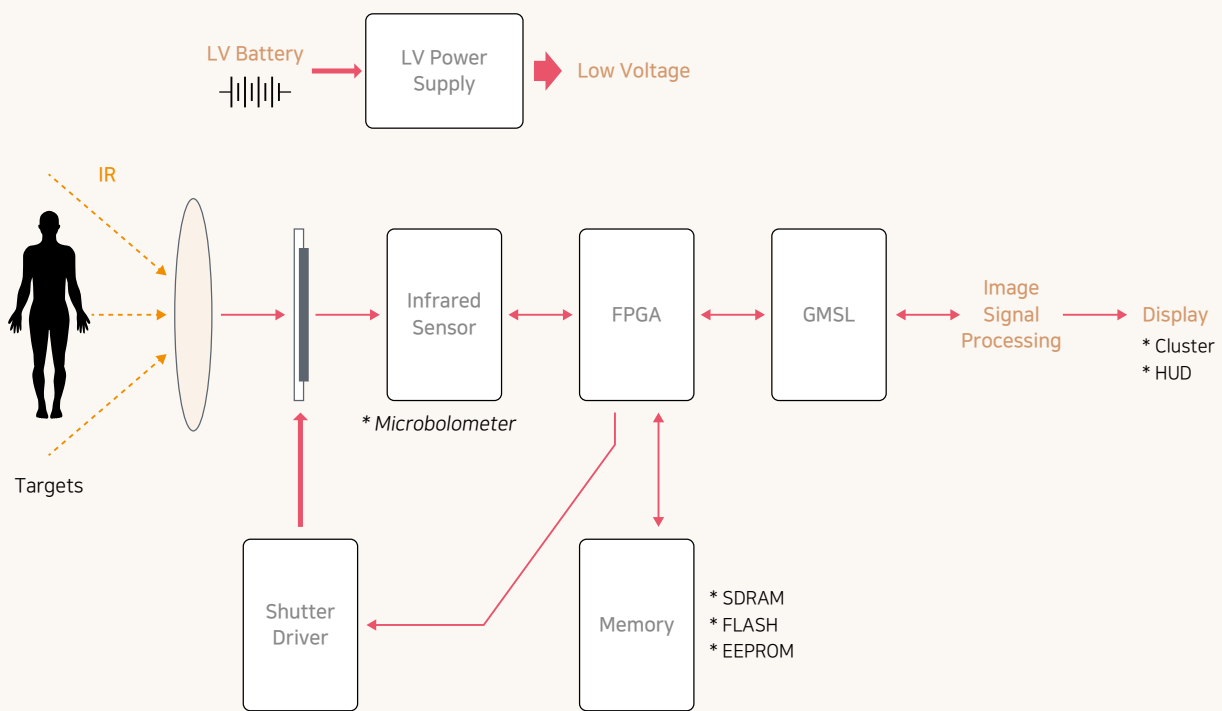 LV Battery
LV Power
Supply
Low Voltage
IR
Targets
Infrared
Sensor
* Microbolometer
FPGA
GMSL
Image
Signal
Processing
Display
* Cluster
* HUD
Shutter
Driver
Memory
* SDRAM
* FLASH
* EEPROM